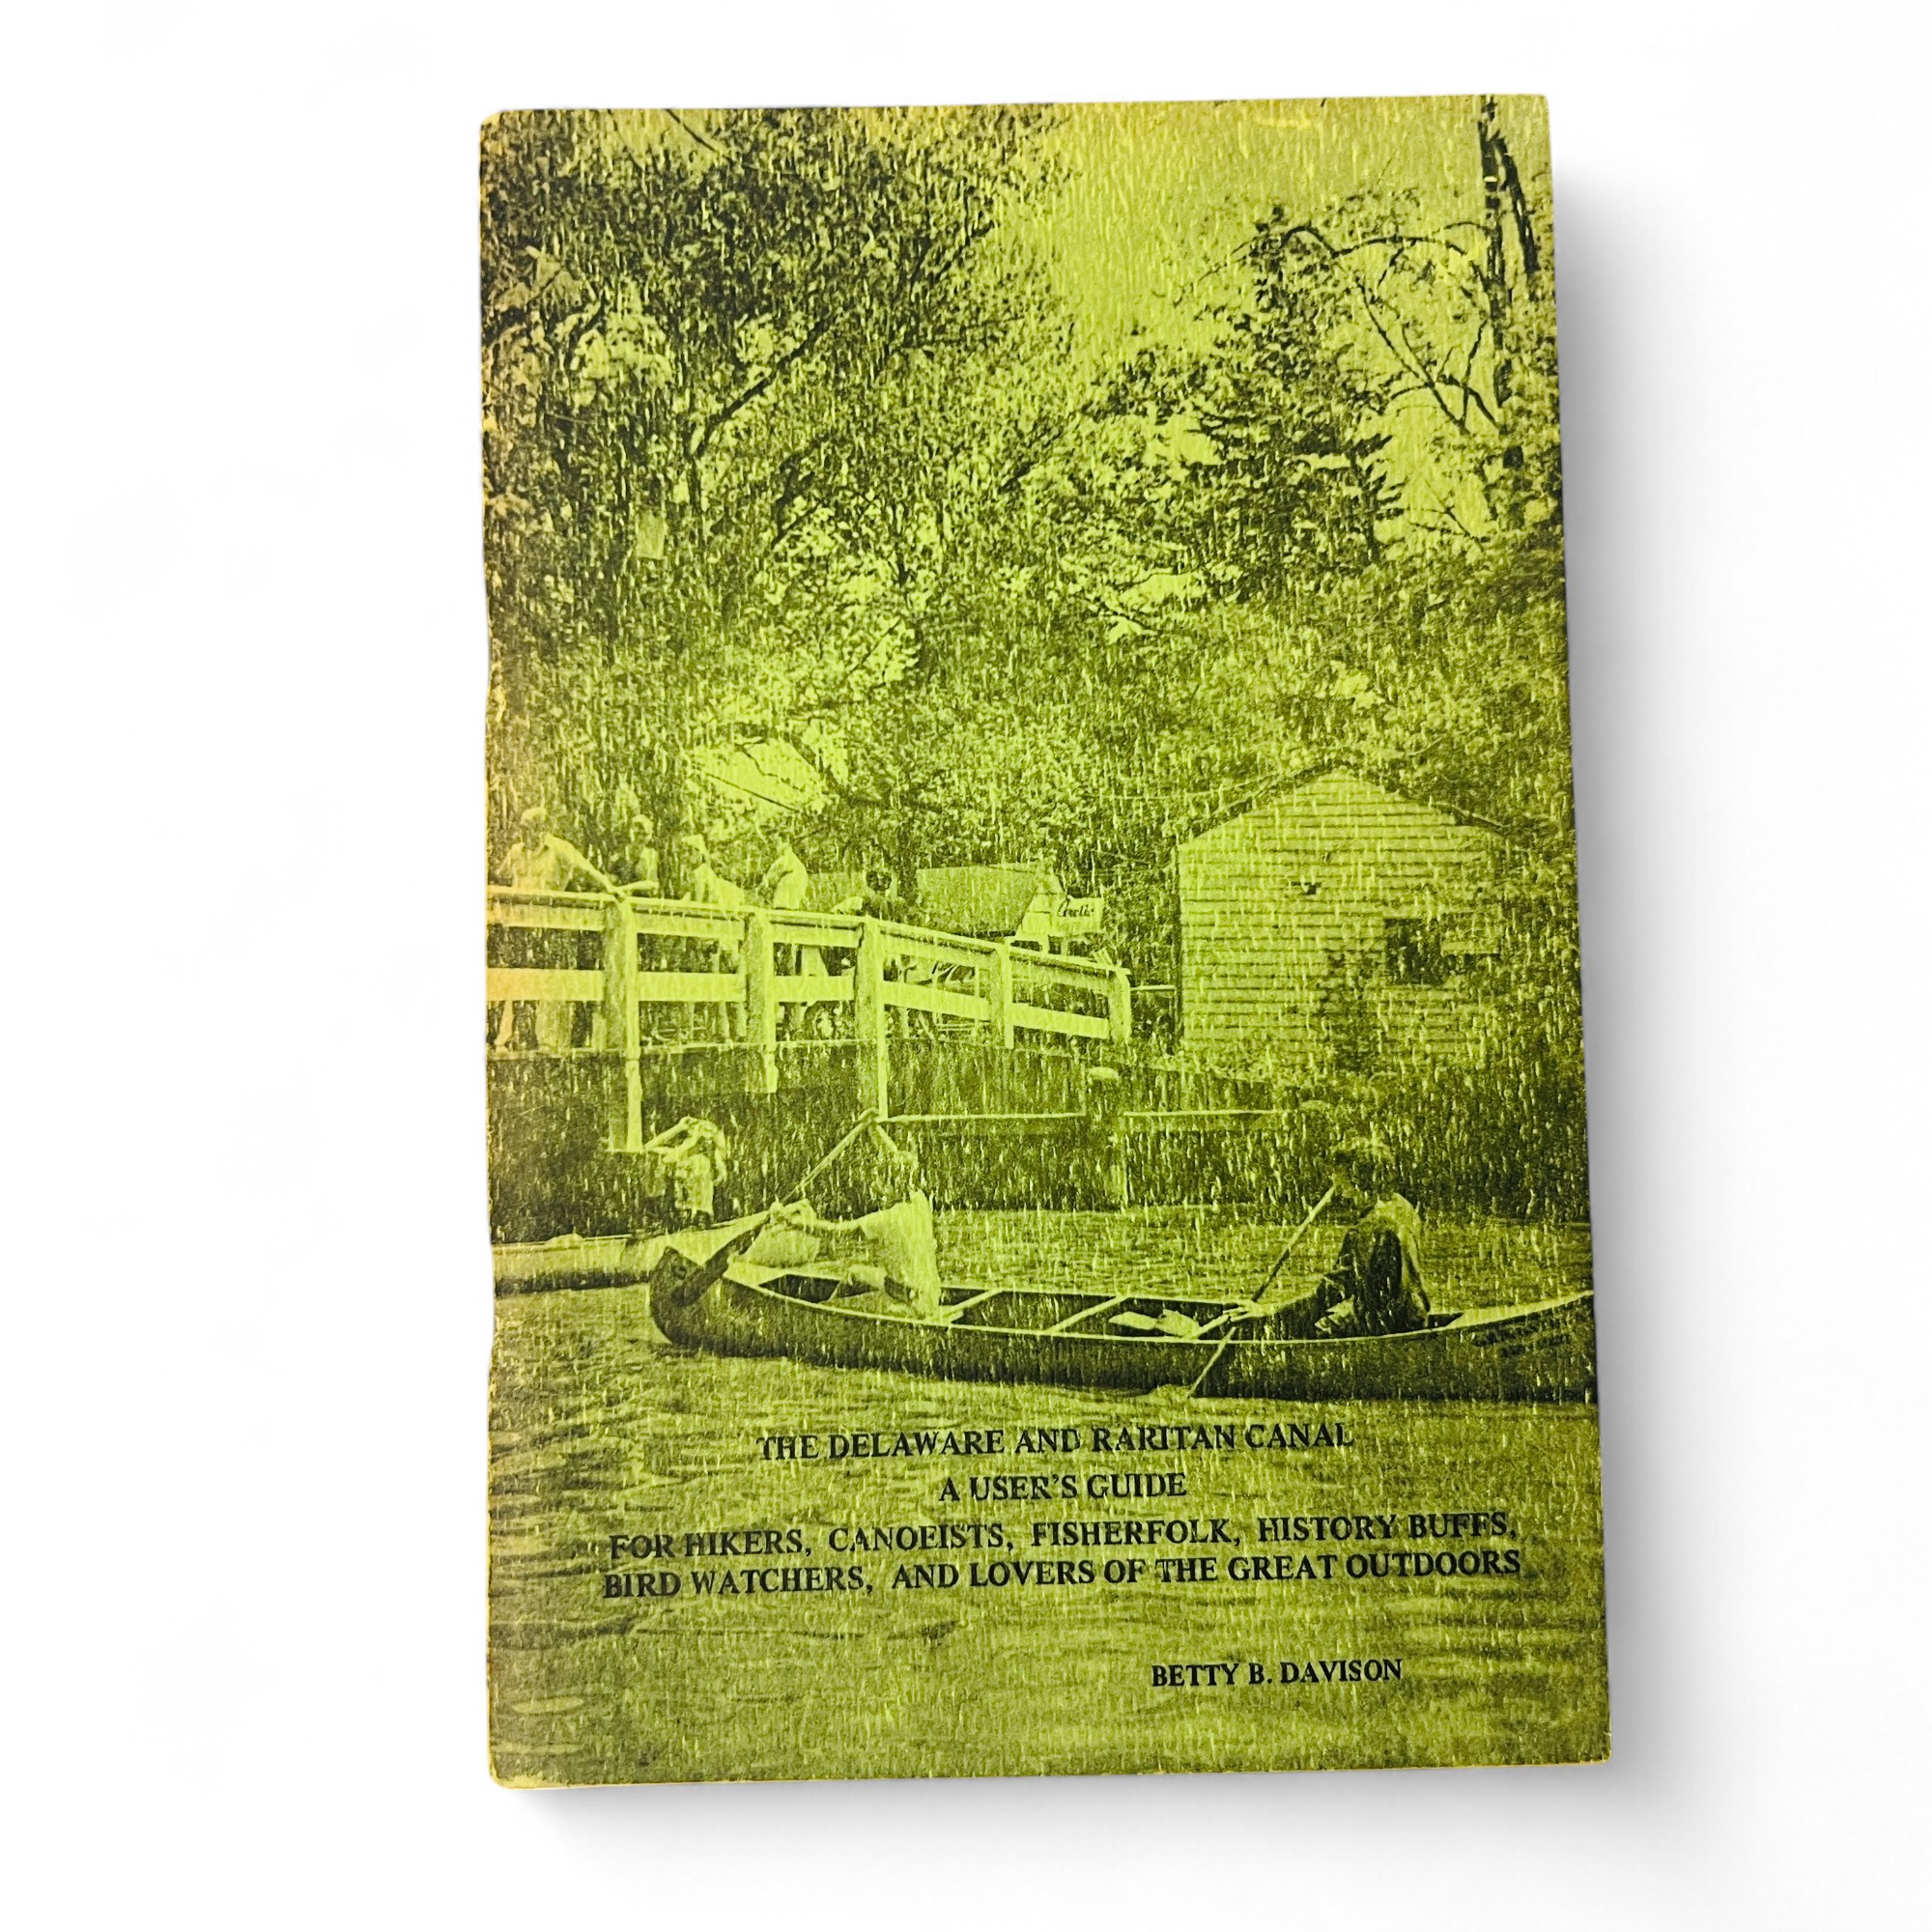 THE DELAWARE AND RARITAN CANAL
A USER'S GUIDE
FOR HIKERS, CANOEISTS, FISHERFOLK, HISTORY BUFFS,
BIRD WATCHERS, AND LOVERS OF THE GREAT OUTDOORS
BETTY B. DAVISON